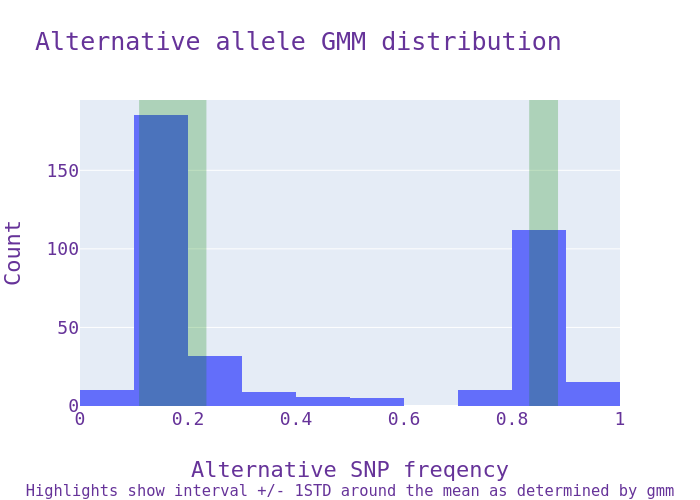 Alternative allele GMM distribution
Count
150
100
50
0
0 0.2 0.4 0.6 0.8 1
Alternative SNP freqency
Highlights show interval +/- 1STD around the mean as determined by gmm